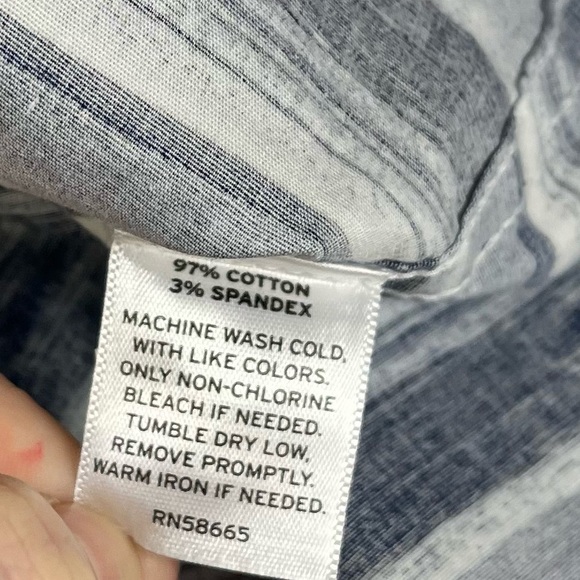 97% COTTON
3% SPANDEX
MACHINE WASH COLD,
WITH LIKE COLORS.
ONLY NON-CHLORINE
BLEACH IF NEEDED.
TUMBLE DRY LOW,
REMOVE PROMPTLY.
WARM IRON IF NEEDED.
RN58665